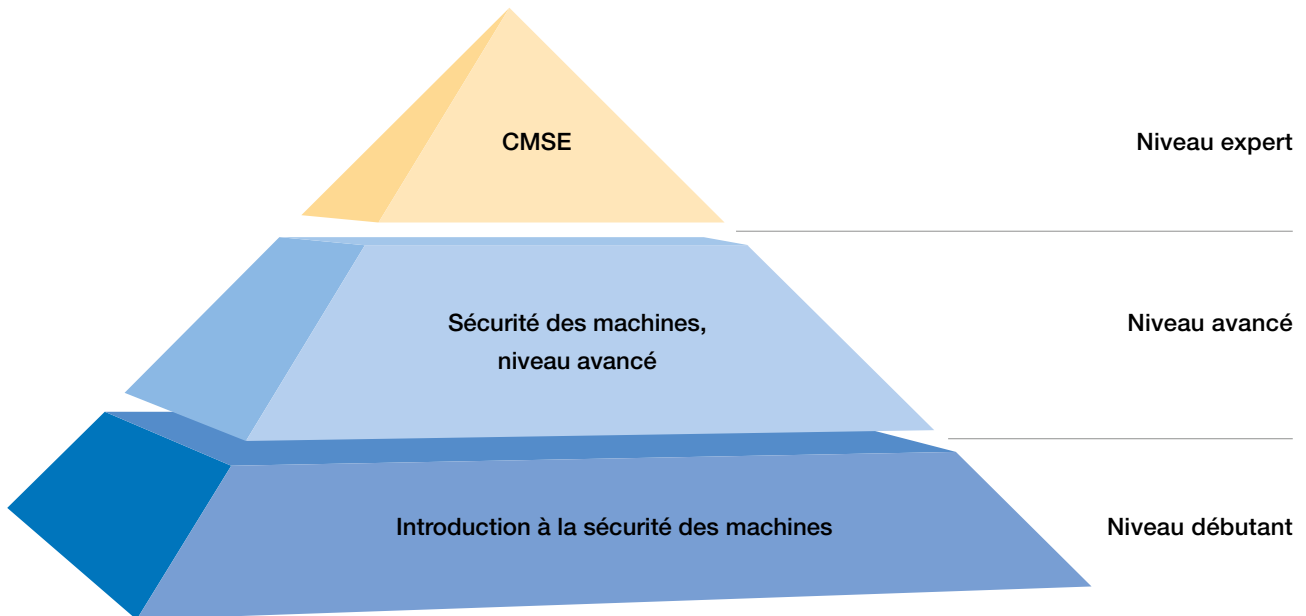 CMSE
Niveau expert
Sécurité des machines,
niveau avancé
Niveau avancé
Introduction à la sécurité des machines
Niveau débutant